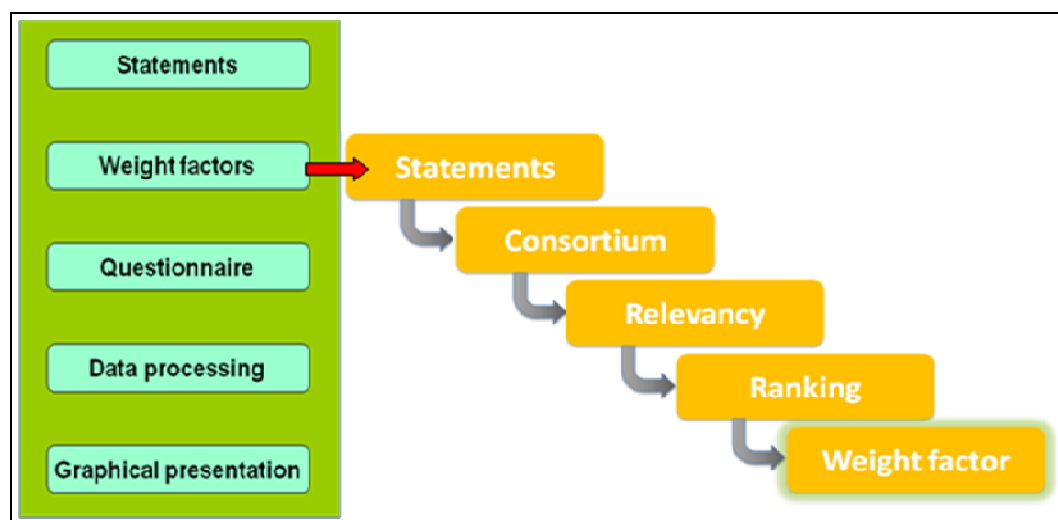 Statements
Weight factors
Questionnaire
Data processing
Graphical presentation
Statements
Consortium
Relevancy
Ranking
Weight factor